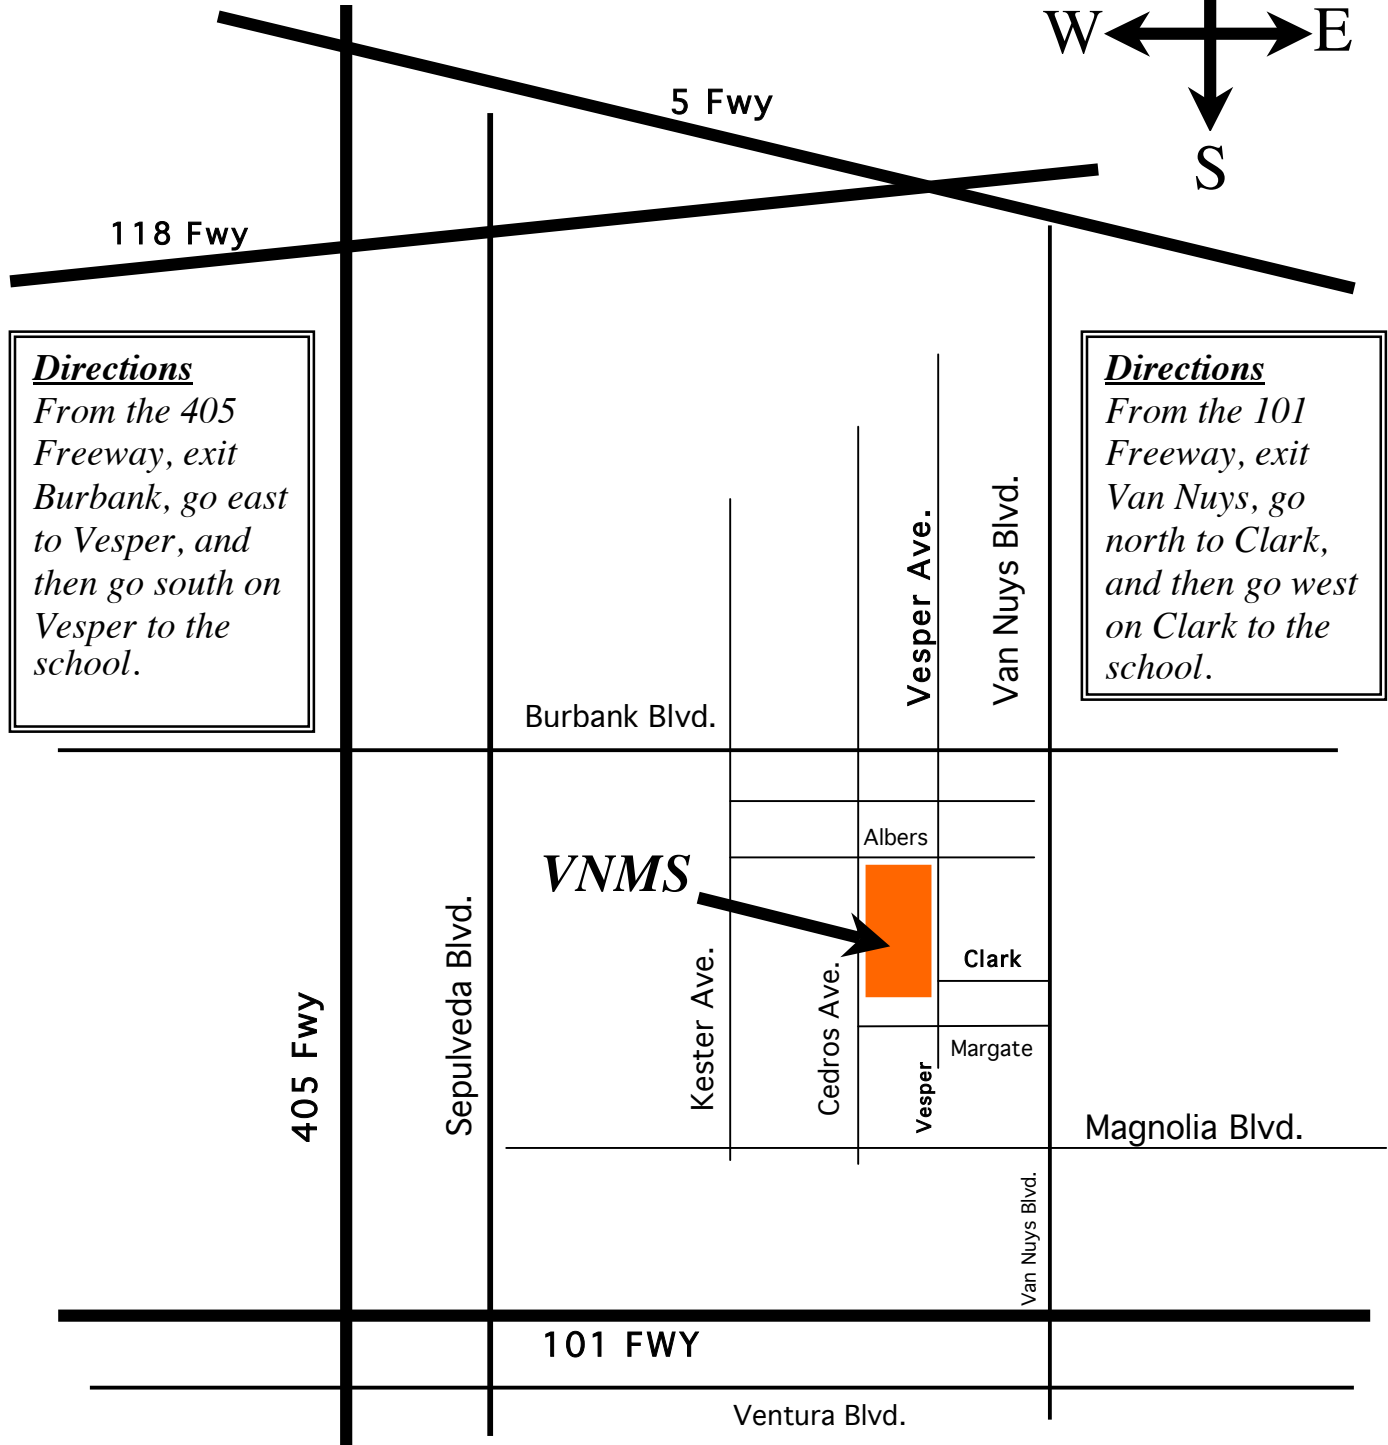 W E
S
5 Fwy
118 Fwy
Directions
From the 405
Freeway, exit
Burbank, go east
to Vesper, and
then go south on
Vesper to the
school.
Directions
From the 101
Freeway, exit
Van Nuys, go
north to Clark,
and then go west
on Clark to the
school.
Vesper Ave.
Van Nuys Blvd.
Burbank Blvd.
Albers
VNMS
Clark
Sepulveda Blvd.
405 Fwy
Kester Ave.
Cedros Ave.
Margate
Vesper
Magnolia Blvd.
Van Nuys Blvd.
101 FWY
Ventura Blvd.